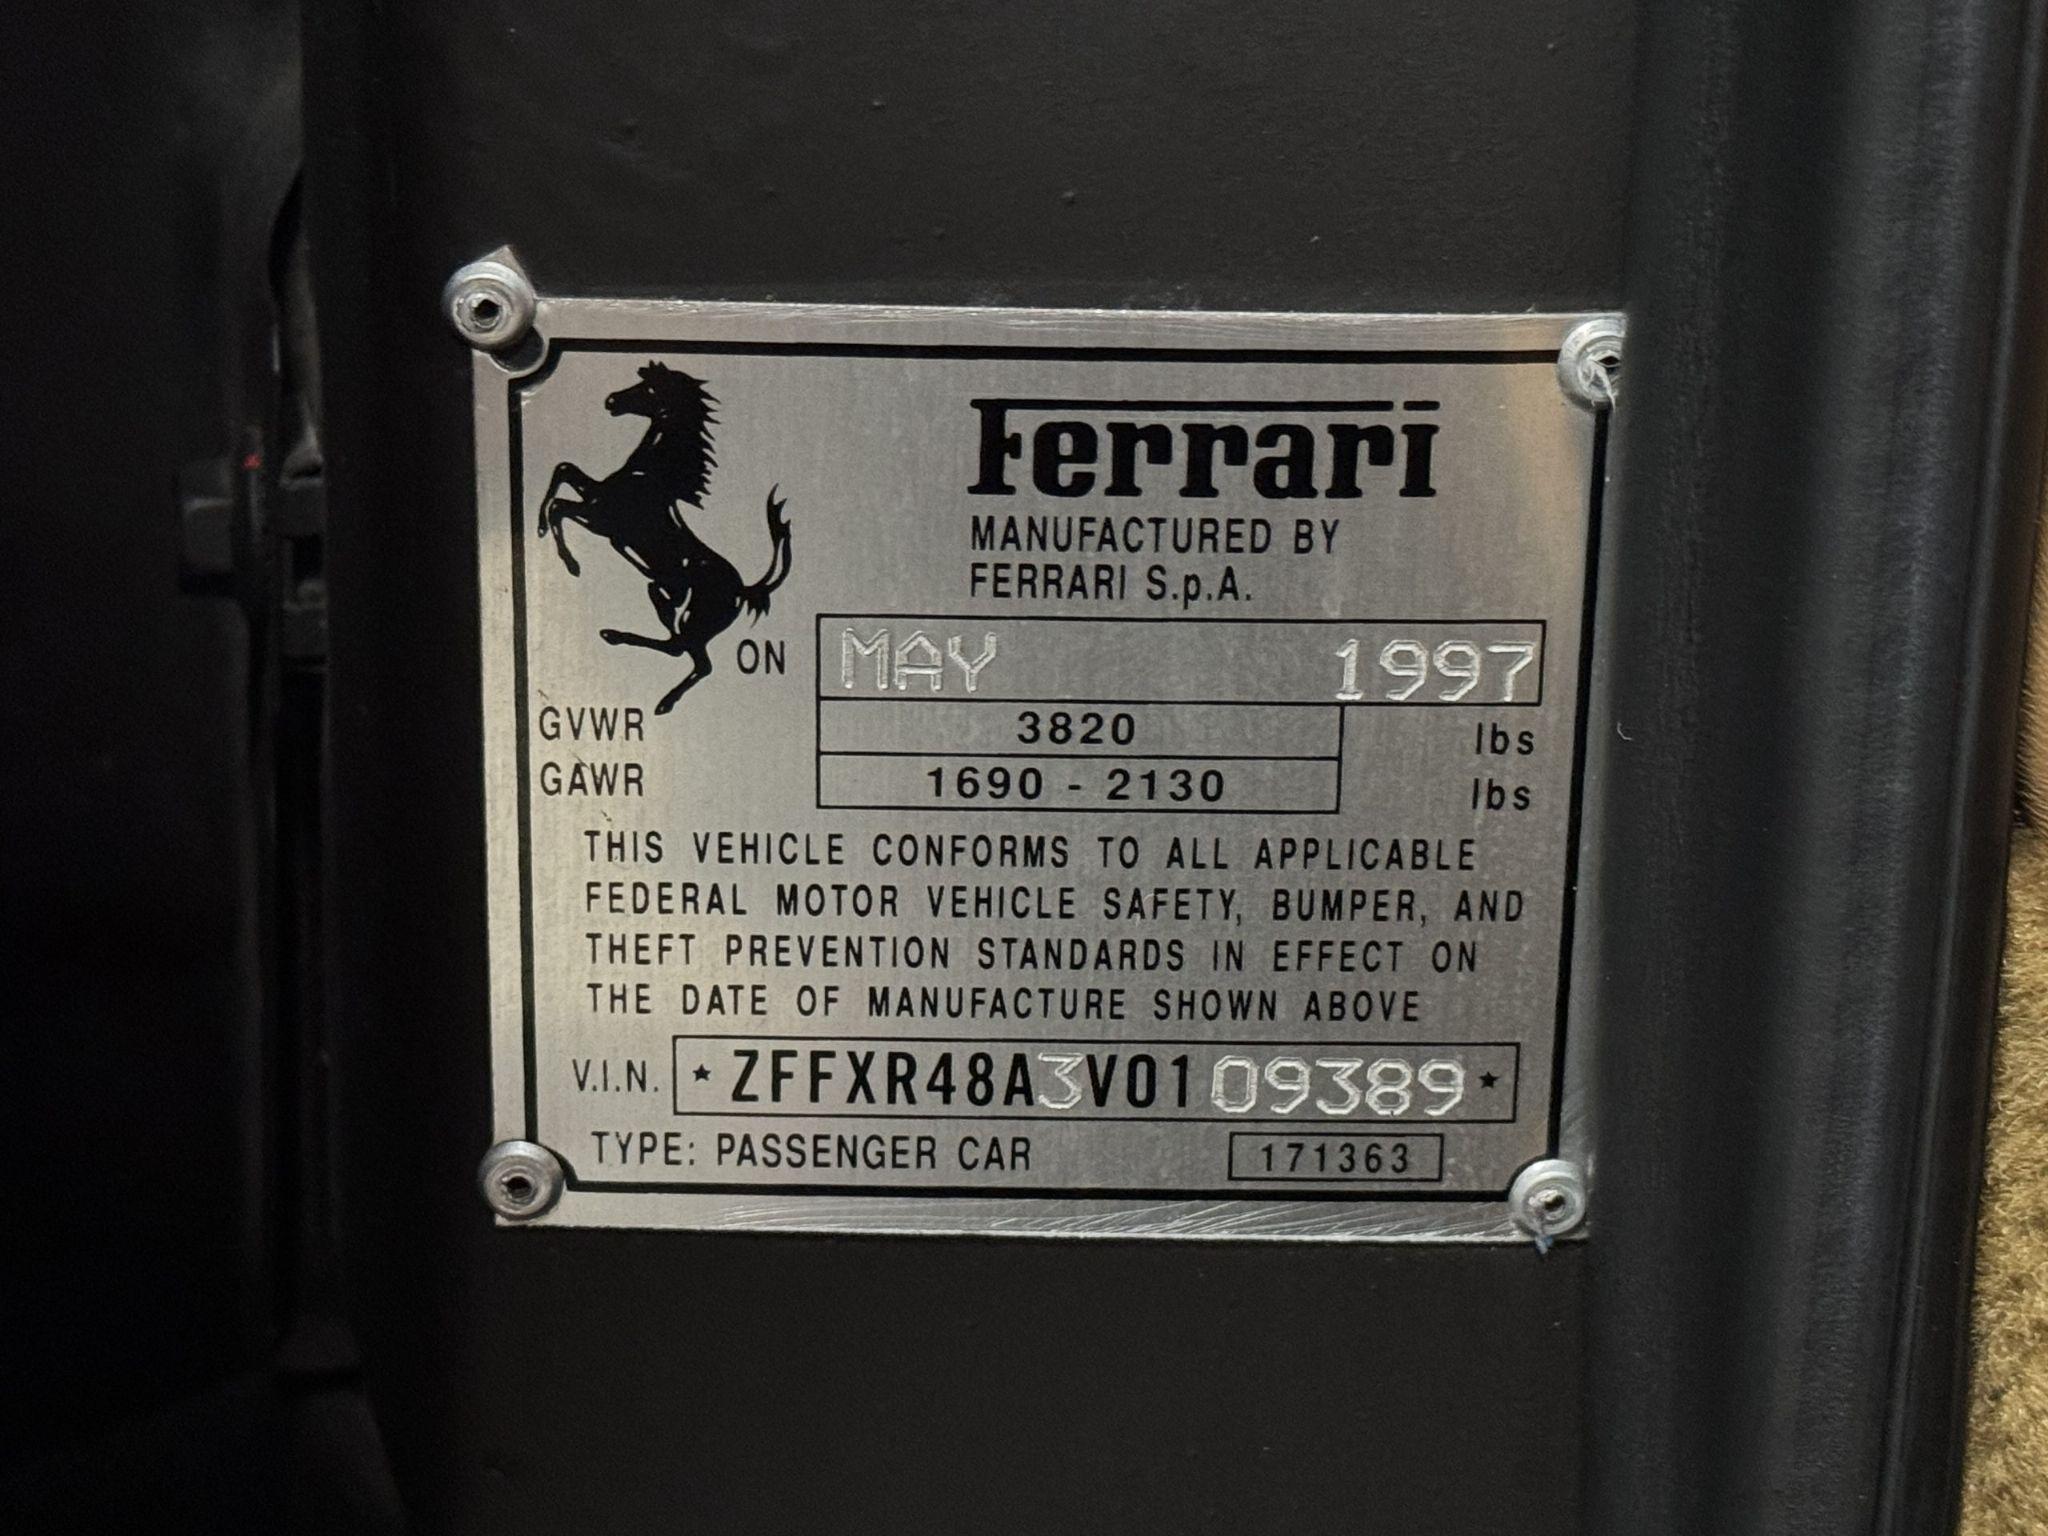 Ferrari
MANUFACTURED BY
FERRARI S.p.A.
ON MAY 1997
GVWR 3820 lbs
GAWR 1690 - 2130 lbs
THIS VEHICLE CONFORMS TO ALL APPLICABLE
FEDERAL MOTOR VEHICLE SAFETY, BUMPER, AND
THEFT PREVENTION STANDARDS IN EFFECT ON
THE DATE OF MANUFACTURE SHOWN ABOVE
V.I.N. ★ ZFFXR48A3V0109389 ★
TYPE: PASSENGER CAR 171363